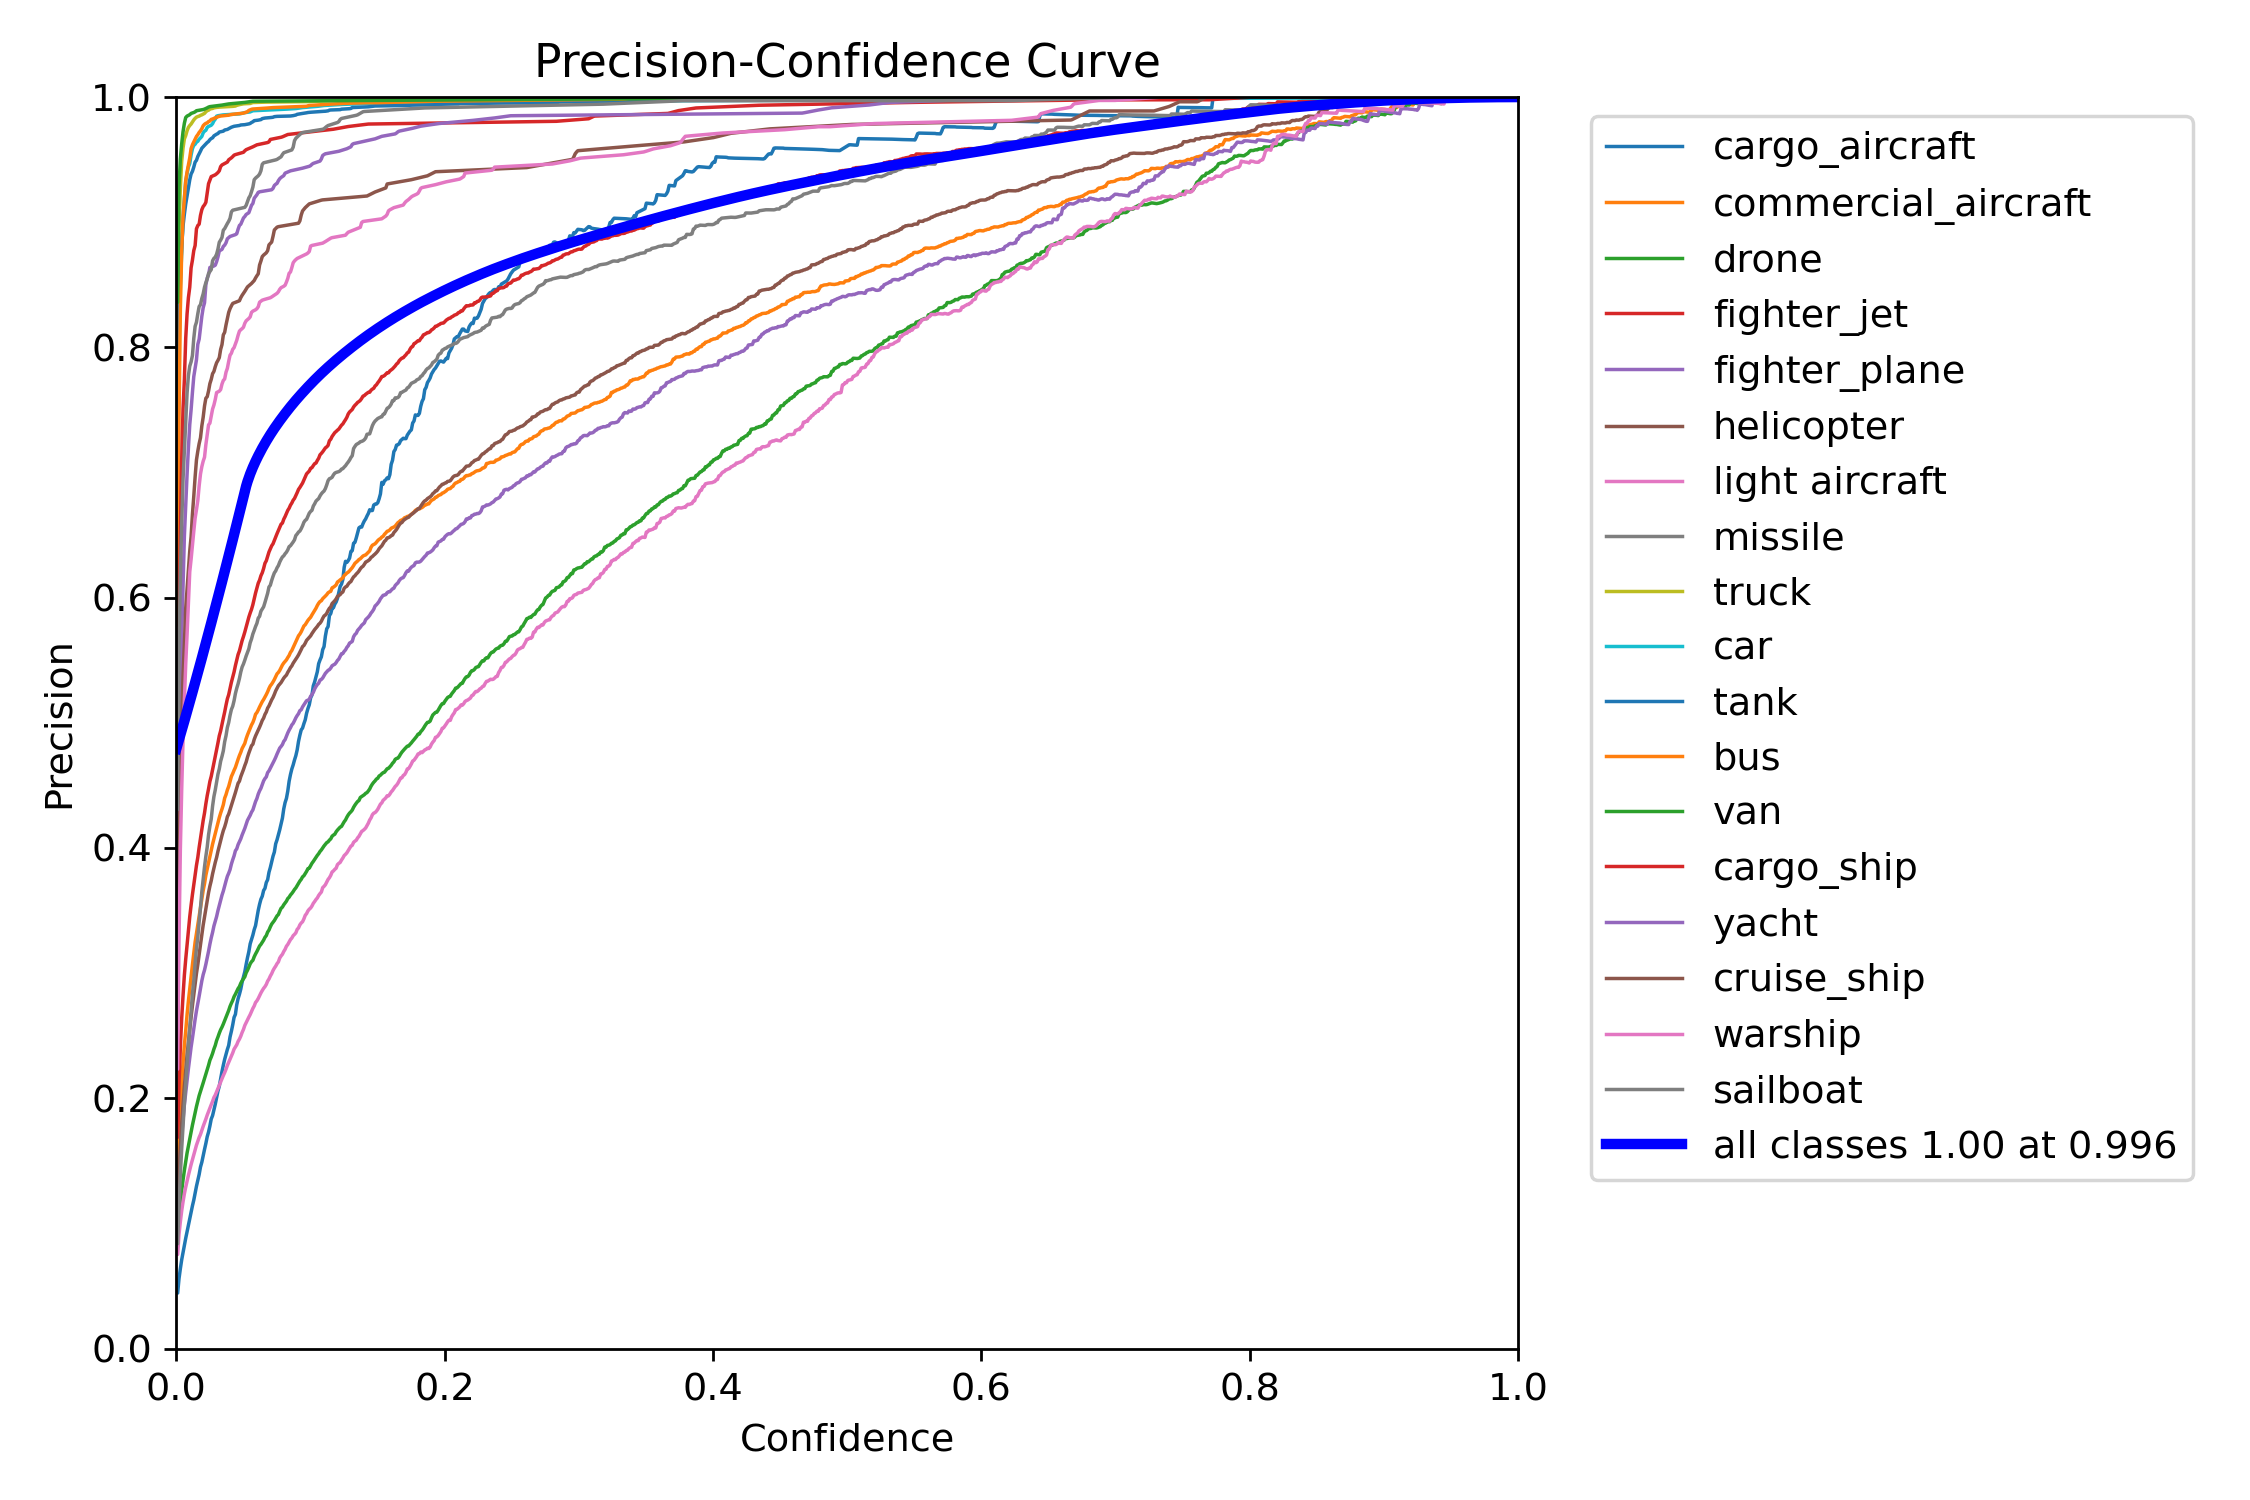 Precision-Confidence Curve
1.0
0.8
0.6
0.4
0.2
0.0
Precision
0.0 0.2 0.4 0.6 0.8 1.0
Confidence
cargo_aircraft
commercial_aircraft
drone
fighter_jet
fighter_plane
helicopter
light aircraft
missile
truck
car
tank
bus
van
cargo_ship
yacht
cruise_ship
warship
sailboat
all classes 1.00 at 0.996